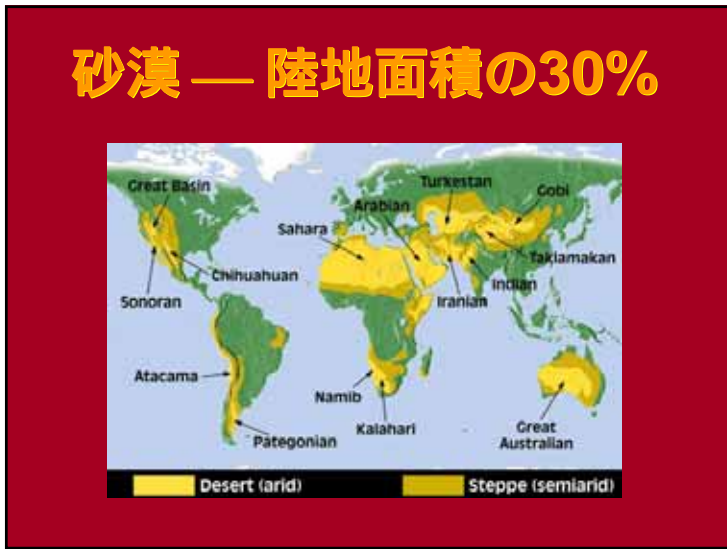 砂漠 — 陸地面積の30%
Great Basin
Turkestan
Gobi
Arabian
Sahara
Taklamakan
Chihuahuan
Indian
Sonoran
Iranian
Atacama
Namib
Kalahari
Great
Australian
Pategonian
Desert (arid)
Steppe (semiarid)